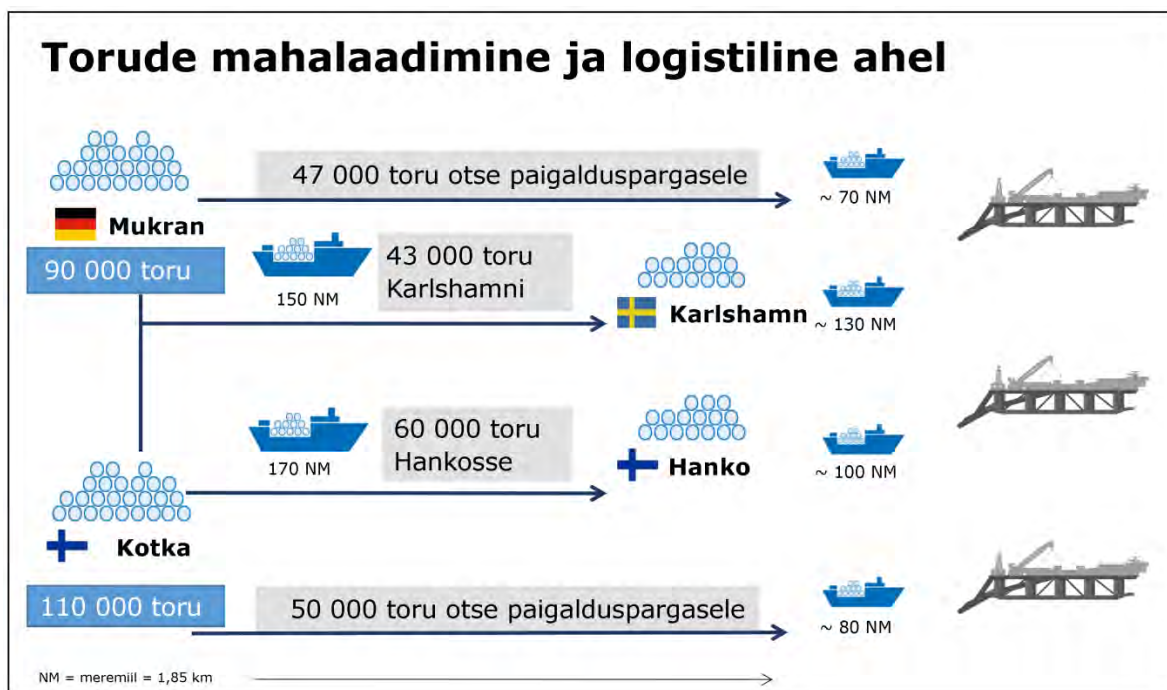 Torude mahalaadimine ja logistiline ahel
47 000 toru otse paigalduspargasele
~ 70 NM
Mukran
90 000 toru
150 NM
43 000 toru
Karlshamni
Karlshamn
~ 130 NM
170 NM
60 000 toru
Hankosse
Hanko
~ 100 NM
Kotka
110 000 toru
50 000 toru otse paigalduspargasele
~ 80 NM
NM = meremiil = 1,85 km